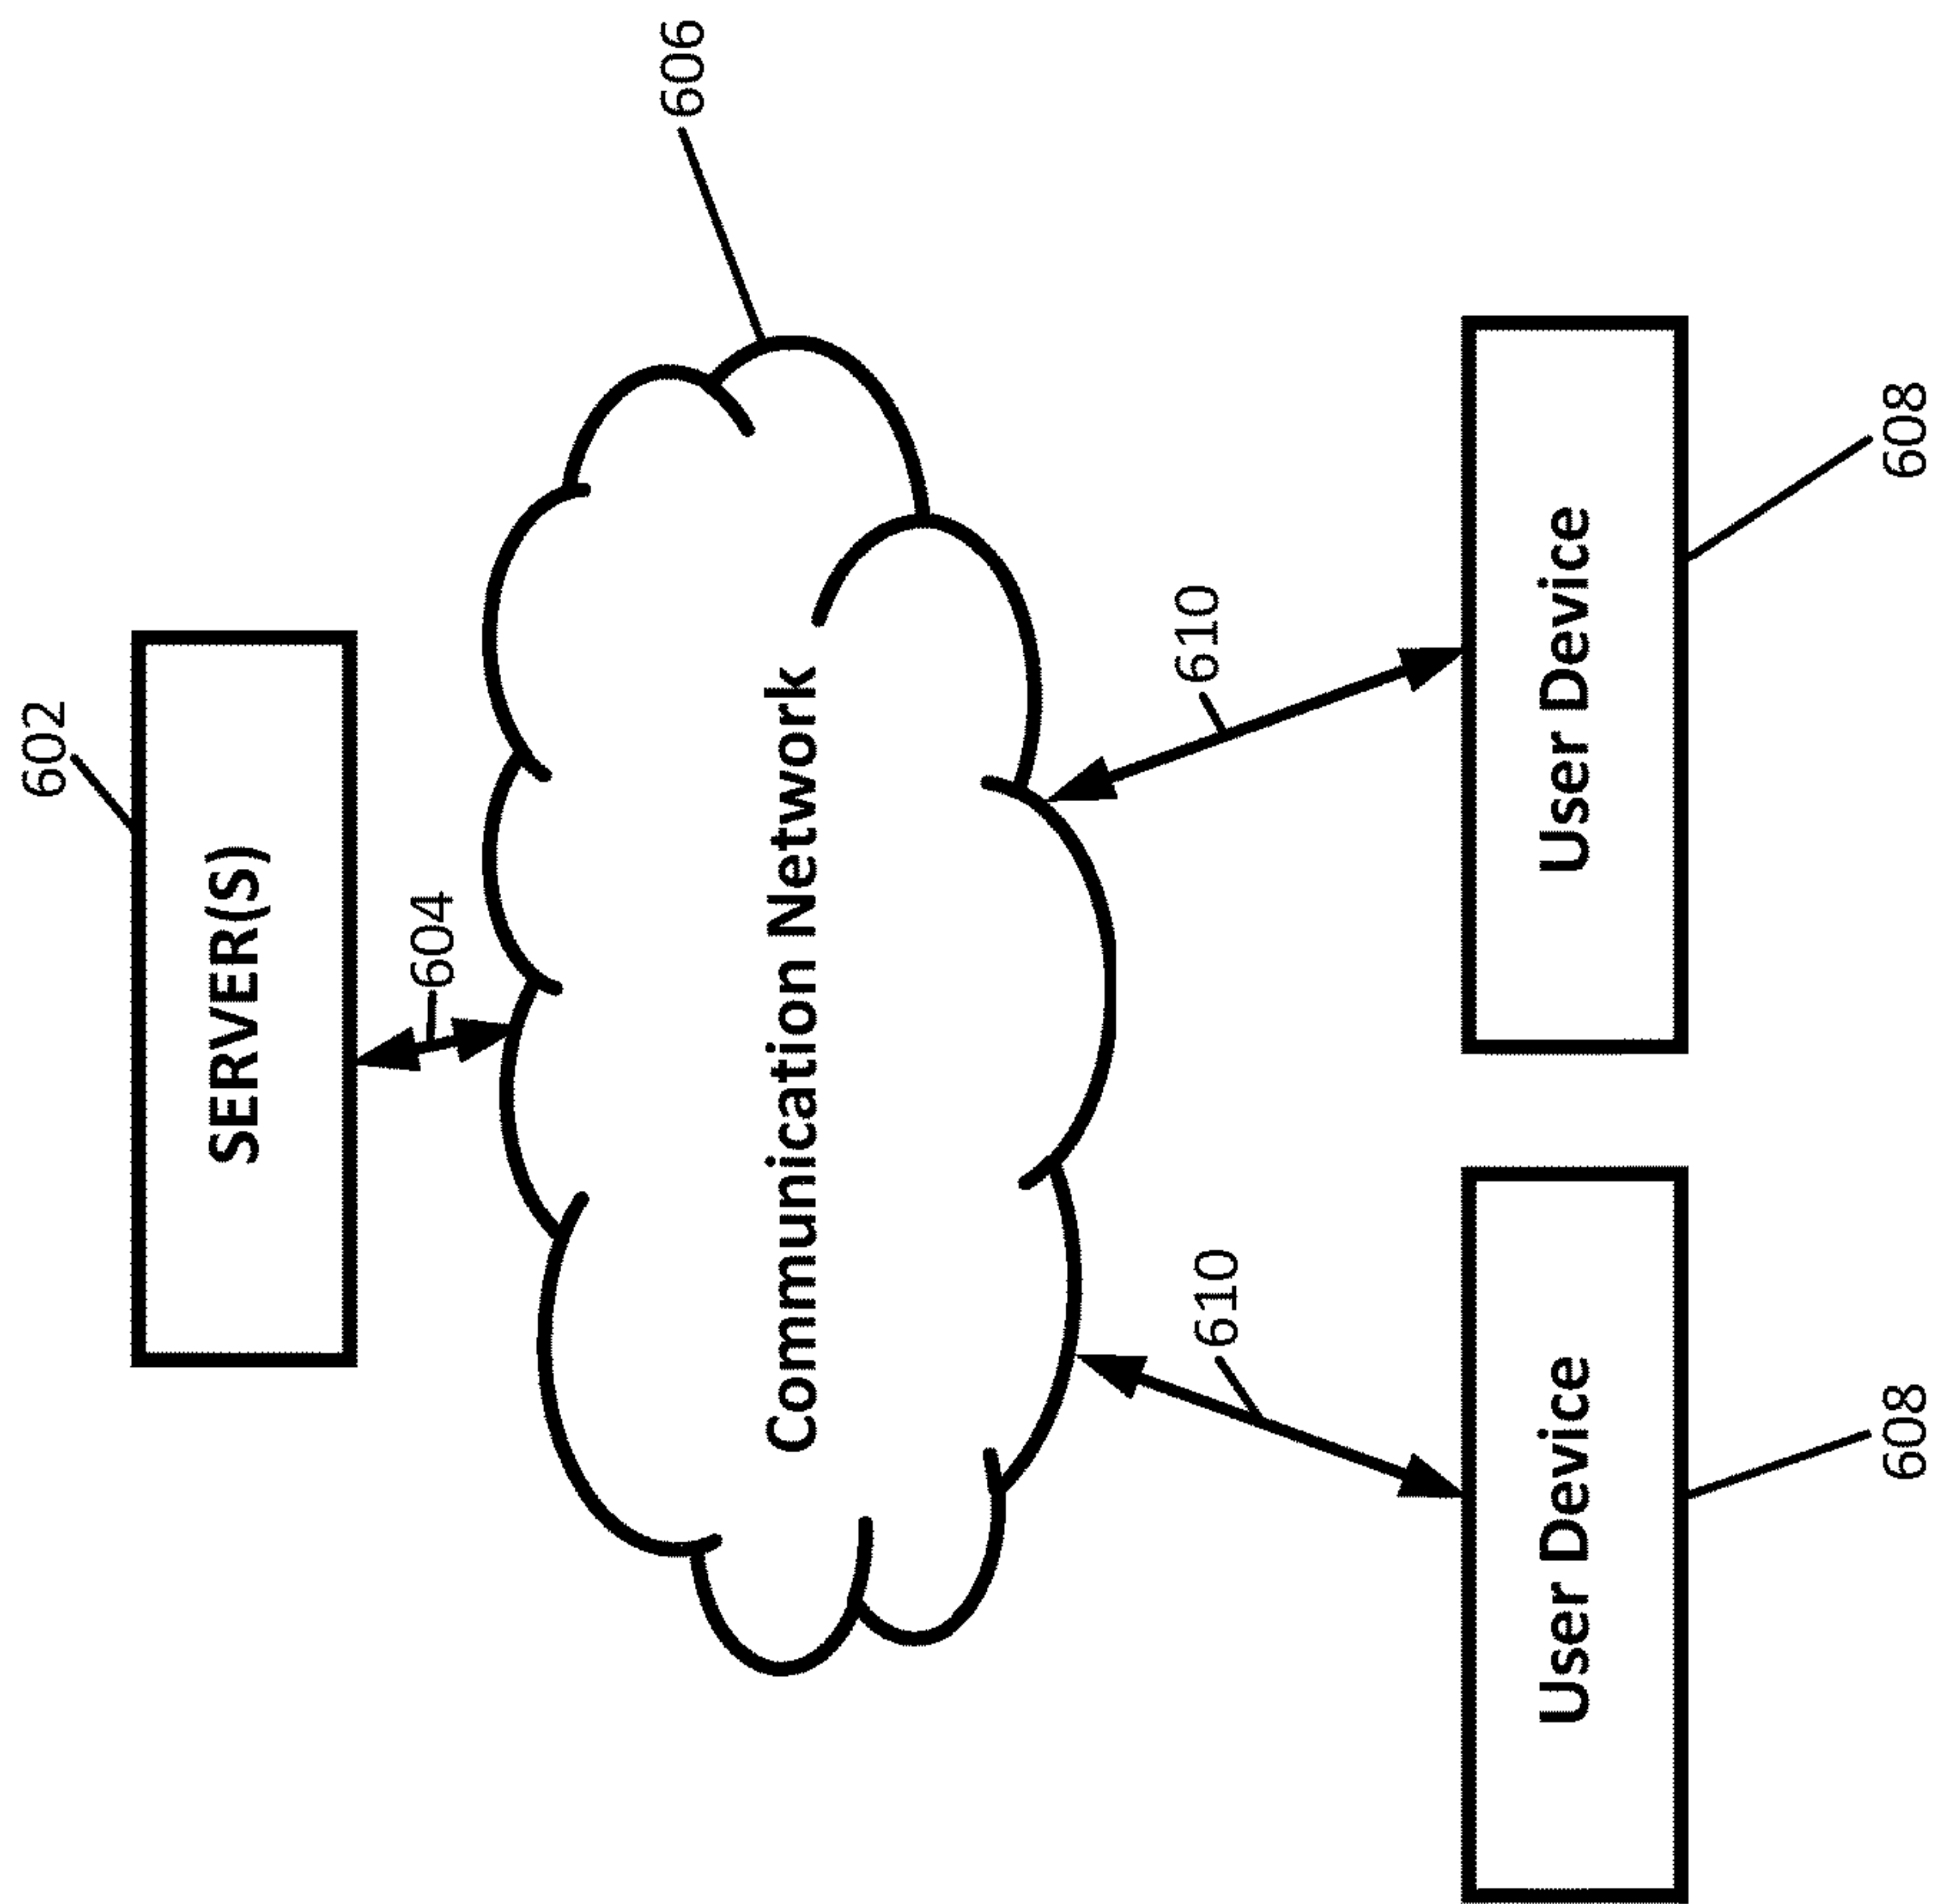 606
602
SERVER(S)
604
Communication Network
610
610
User Device
User Device
608
608